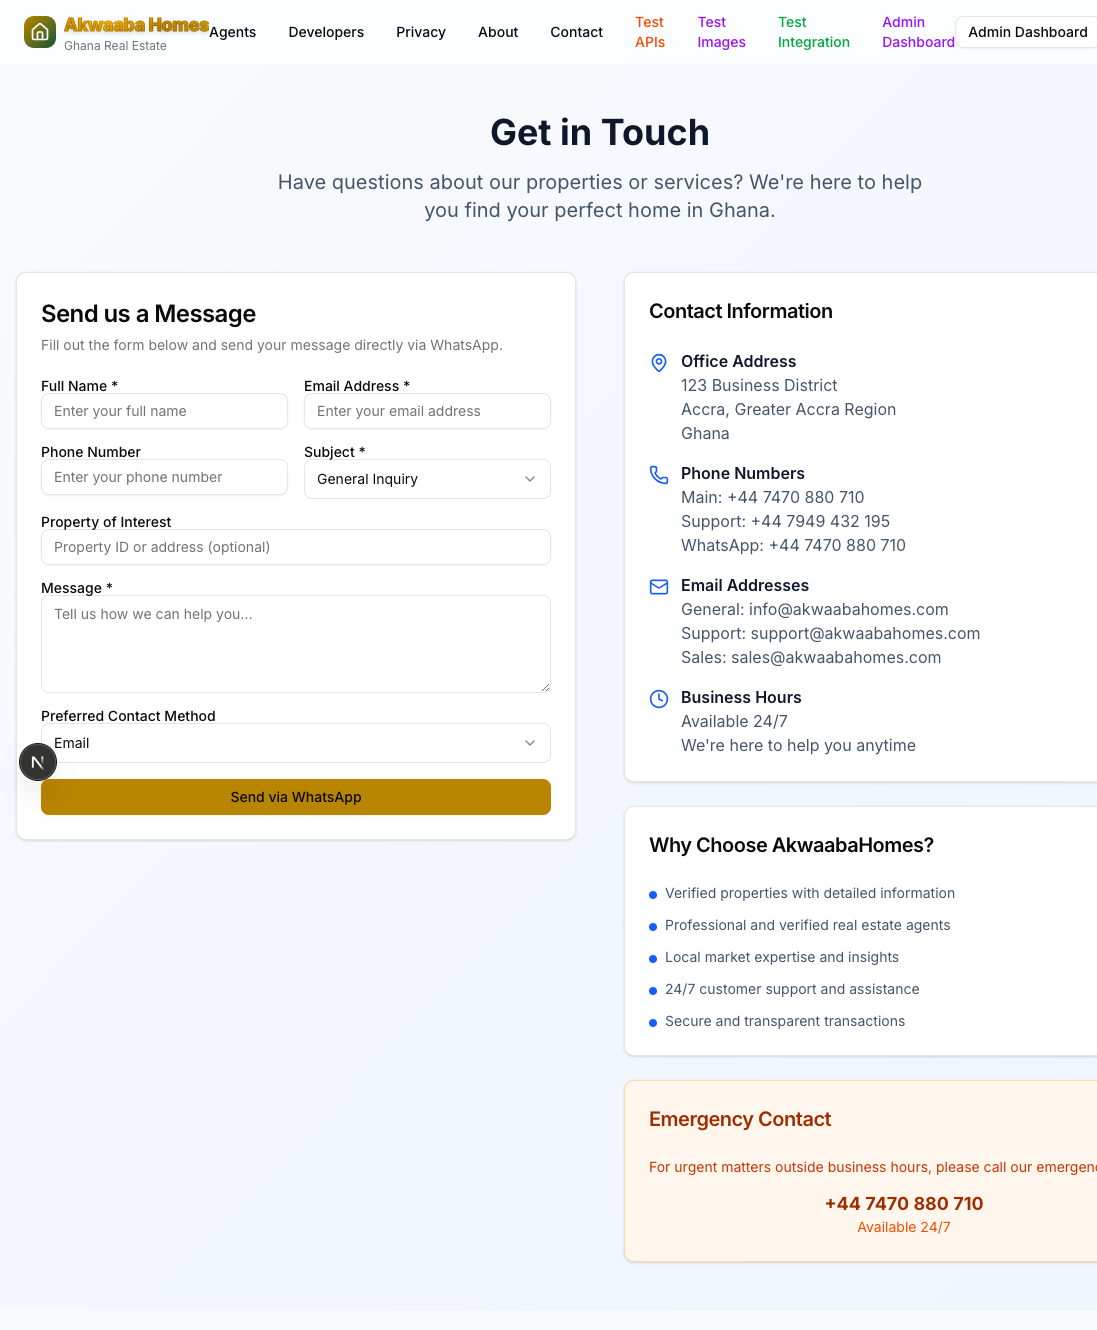 Akwaaba Homes
Ghana Real Estate
Agents
Developers
Privacy
About
Contact
Test
APIs
Test
Images
Test
Integration
Admin
Dashboard
Admin Dashboard
Get in Touch
Have questions about our properties or services? We're here to help
you find your perfect home in Ghana.
Send us a Message
Fill out the form below and send your message directly via WhatsApp.
Full Name *
Enter your full name
Email Address *
Enter your email address
Phone Number
Enter your phone number
Subject *
General Inquiry
Property of Interest
Property ID or address (optional)
Message *
Tell us how we can help you...
Preferred Contact Method
Email
N
Send via WhatsApp
Contact Information
Office Address
123 Business District
Accra, Greater Accra Region
Ghana
Phone Numbers
Main: +44 7470 880 710
Support: +44 7949 432 195
WhatsApp: +44 7470 880 710
Email Addresses
General: info@akwaabahomes.com
Support: support@akwaabahomes.com
Sales: sales@akwaabahomes.com
Business Hours
Available 24/7
We're here to help you anytime
Why Choose AkwaabaHomes?
Verified properties with detailed information
Professional and verified real estate agents
Local market expertise and insights
24/7 customer support and assistance
Secure and transparent transactions
Emergency Contact
For urgent matters outside business hours, please call our emergenc
+44 7470 880 710
Available 24/7